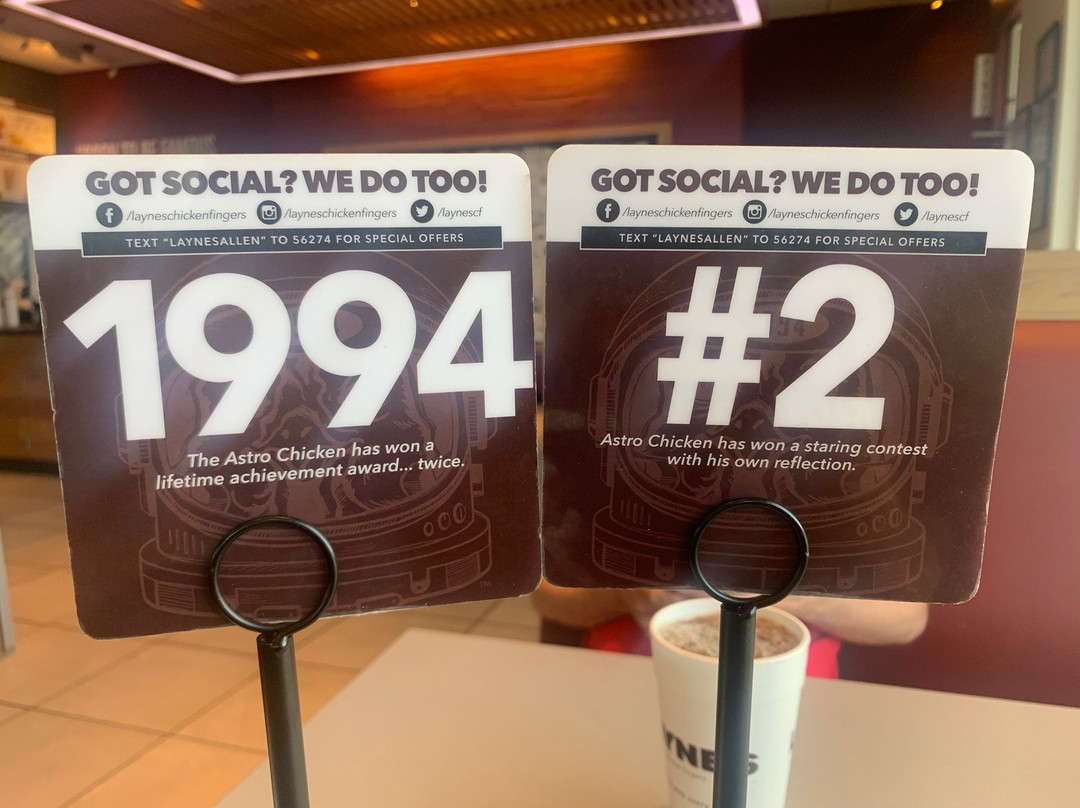 GOT SOCIAL? WE DO TOO!
/layneschickenfingers /layneschickenfingers /laynescf
TEXT "LAYNESALLEN" TO 56274 FOR SPECIAL OFFERS
1994
The Astro Chicken has won a
lifetime achievement award... twice.
TM
GOT SOCIAL? WE DO TOO!
/layneschickenfingers /layneschickenfingers /laynescf
TEXT "LAYNESALLEN" TO 56274 FOR SPECIAL OFFERS
#2
Astro Chicken has won a staring contest
with his own reflection.